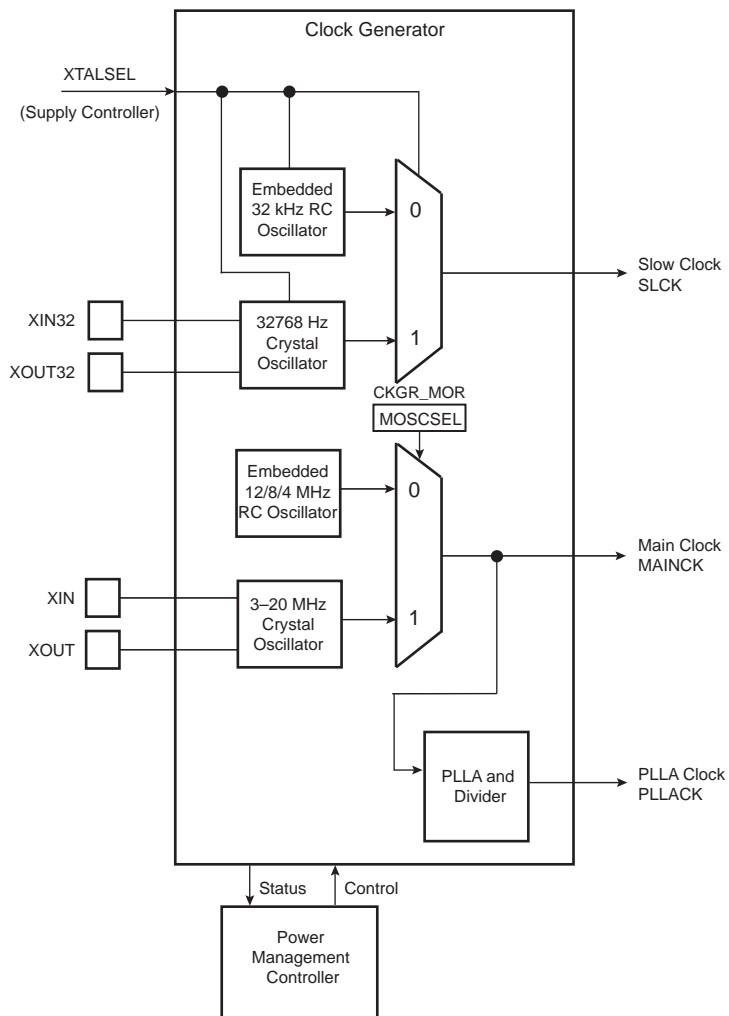 Clock Generator
XTALSEL
(Supply Controller)
Embedded
32 kHz RC
Oscillator
0
Slow Clock
SLCK
XIN32
32768 Hz
Crystal
Oscillator
1
XOUT32
CKGR_MOR
MOSCSEL
Embedded
12/8/4 MHz
RC Oscillator
0
Main Clock
MAINCK
XIN
3–20 MHz
Crystal
Oscillator
1
XOUT
PLLA and
Divider
PLLA Clock
PLLACK
Status
Control
Power
Management
Controller